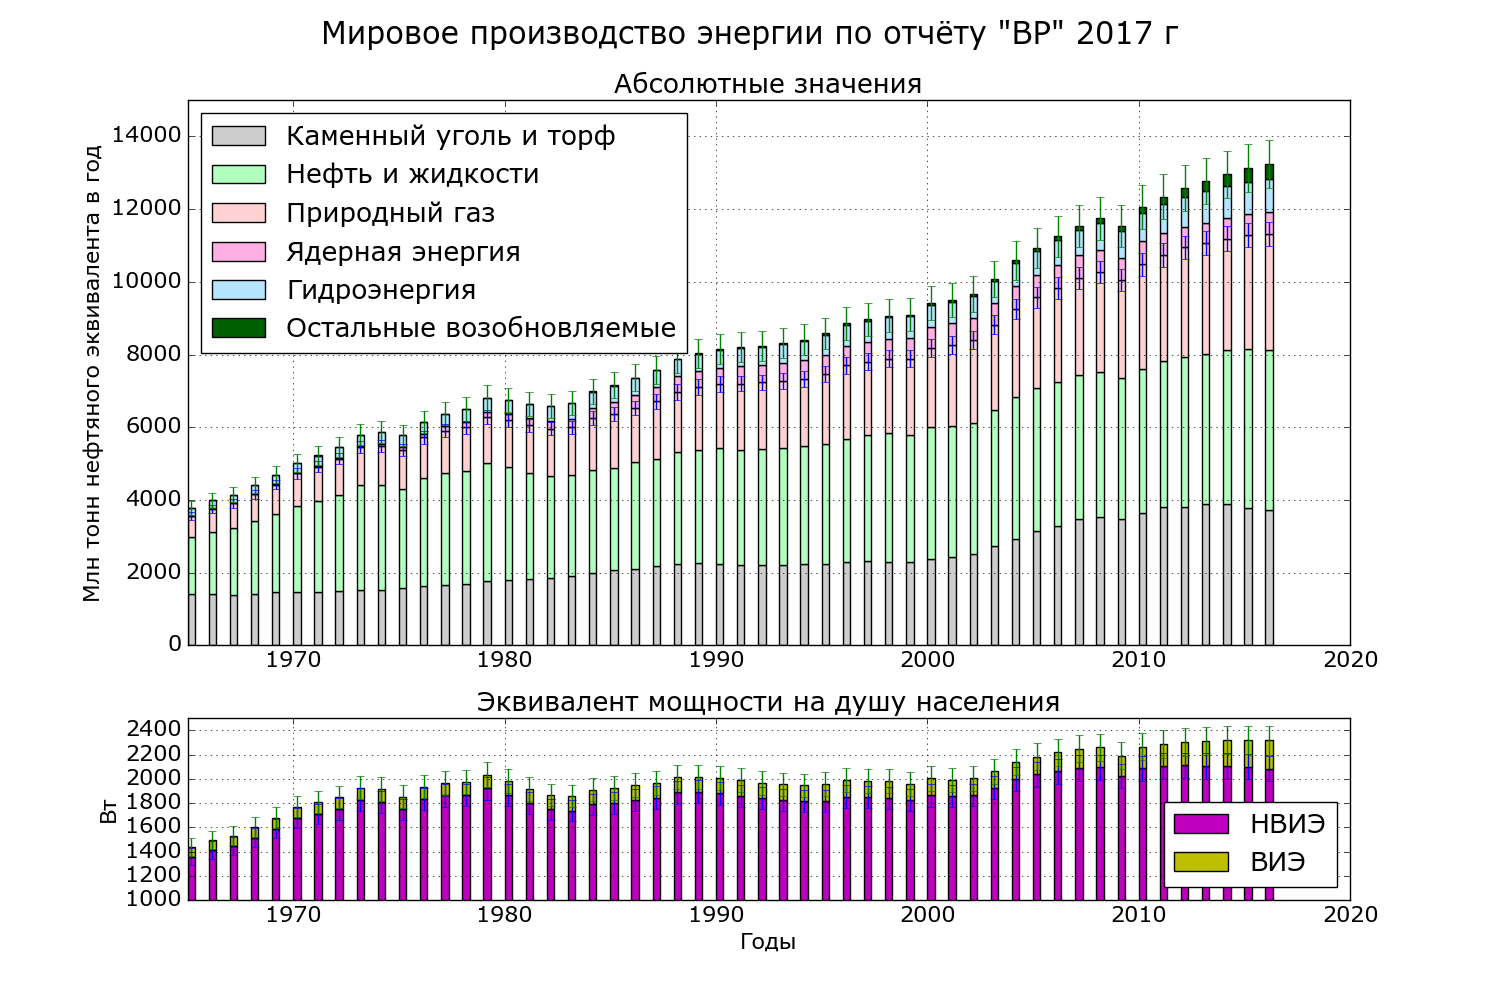 Мировое производство энергии по отчёту "BP" 2017 г
Абсолютные значения
Млн тонн нефтяного эквивалента в год
14000
12000
10000
8000
6000
4000
2000
0
Каменный уголь и торф
Нефть и жидкости
Природный газ
Ядерная энергия
Гидроэнергия
Остальные возобновляемые
1970 1980 1990 2000 2010 2020
Эквивалент мощности на душу населения
Вт
2400
2200
2000
1800
1600
1400
1200
1000
НВИЭ
ВИЭ
1970 1980 1990 2000 2010 2020
Годы